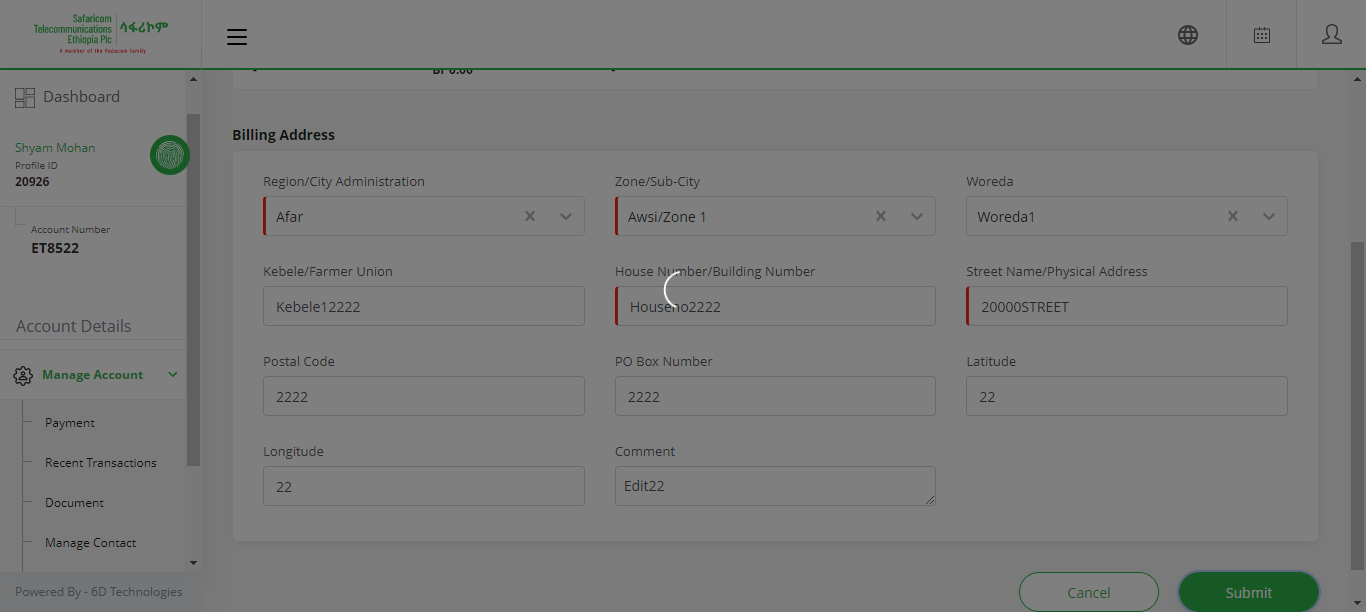 Safaricom
Telecommunications
Ethiopia Plc
ሳፋሪኮም
A member of the Vodacom family
Dashboard
Shyam Mohan
Profile ID
20926
Account Number
ET8522
Account Details
Manage Account
Payment
Recent Transactions
Document
Manage Contact
Powered By - 6D Technologies
Billing Address
Region/City Administration
Zone/Sub-City
Woreda
Afar
Awsi/Zone 1
Woreda1
Kebele/Farmer Union
House Number/Building Number
Street Name/Physical Address
Kebele12222
Houseno2222
20000STREET
Postal Code
PO Box Number
Latitude
2222
2222
22
Longitude
Comment
22
Edit22
Cancel
Submit